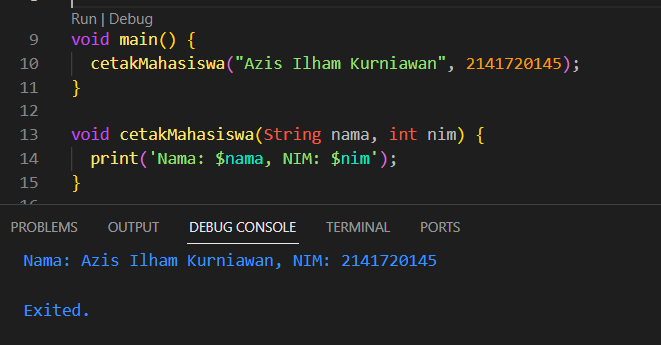 Run | Debug
9 void main() {
10 cetakMahasiswa("Azis Ilham Kurniawan", 2141720145);
11 }
12
13 void cetakMahasiswa(String nama, int nim) {
14 print('Nama: $nama, NIM: $nim');
15 }
PROBLEMS OUTPUT DEBUG CONSOLE TERMINAL PORTS
Nama: Azis Ilham Kurniawan, NIM: 2141720145
Exited.